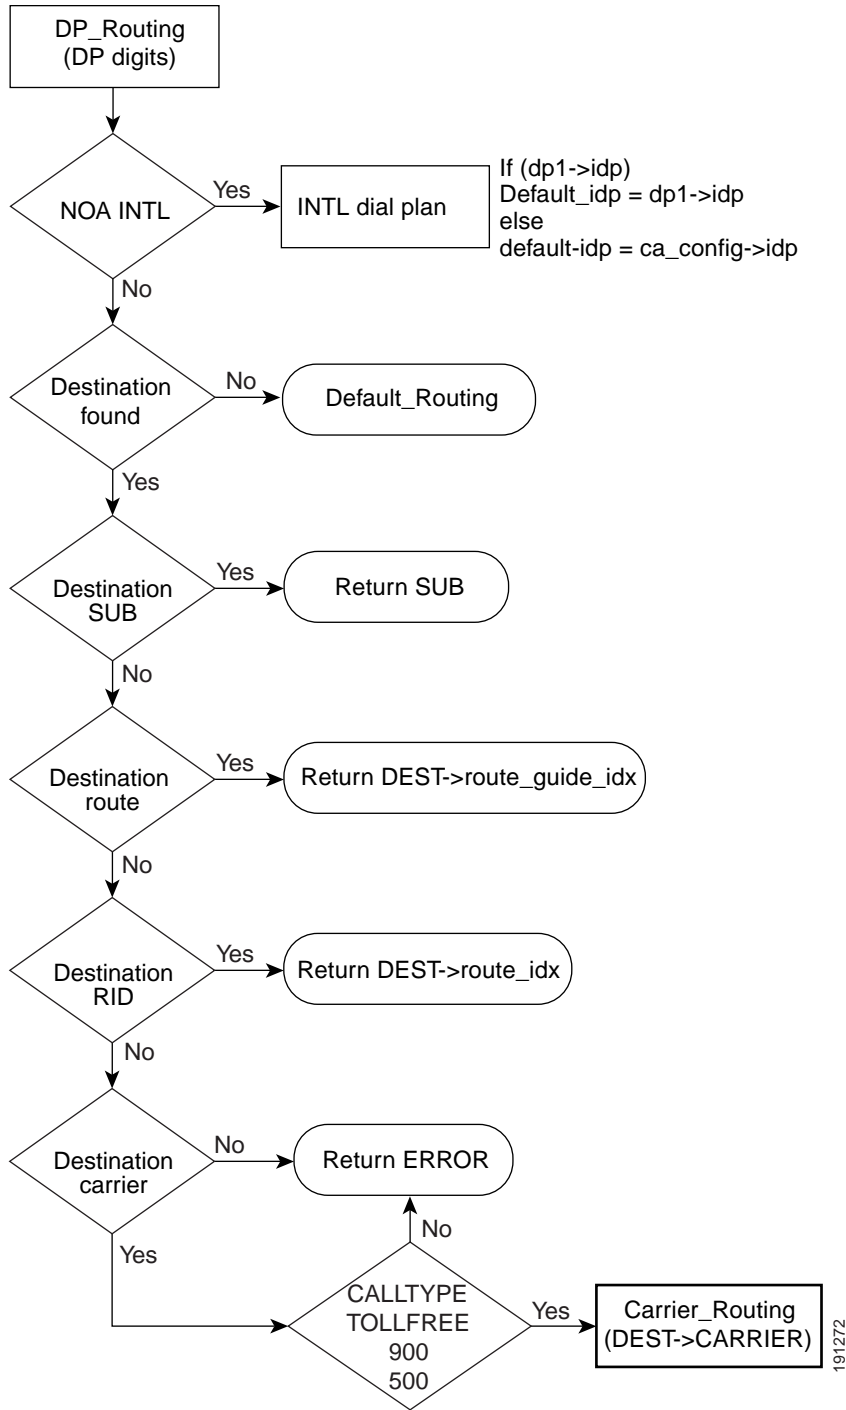 DP_Routing
(DP digits)
NOA INTL
Yes
INTL dial plan
If (dp1->idp)
Default_idp = dp1->idp
else
default-idp = ca_config->idp
No
Destination
found
No
Default_Routing
Yes
Destination
SUB
Yes
Return SUB
No
Destination
route
Yes
Return DEST->route_guide_idx
No
Destination
RID
Yes
Return DEST->route_idx
No
Destination
carrier
No
Return ERROR
Yes
No
CALLTYPE
TOLLFREE
900
500
Yes
Carrier_Routing
(DEST->CARRIER)
191272